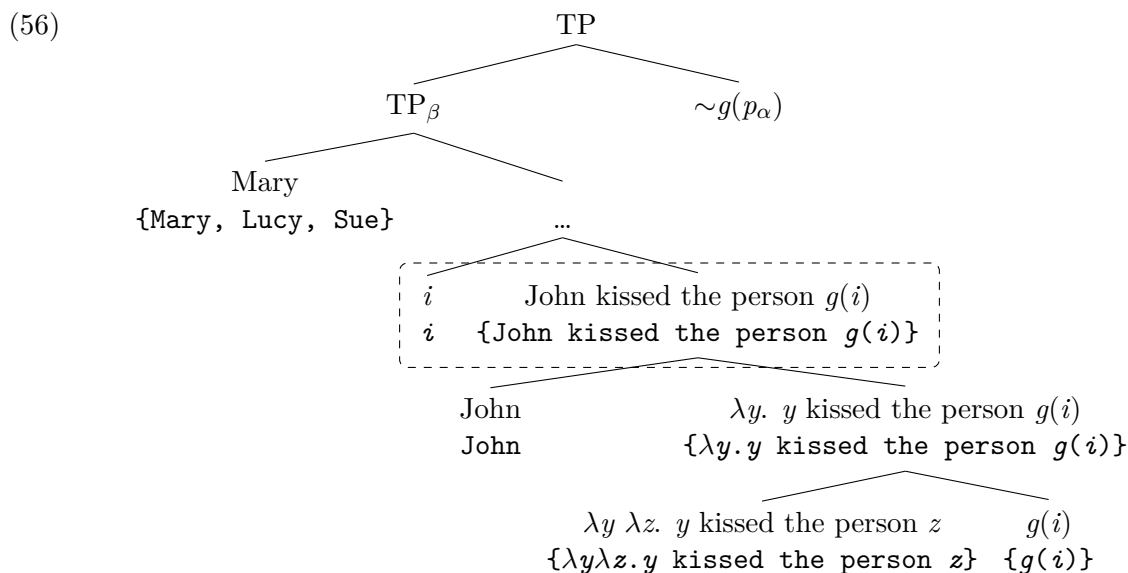 (56)
TP
TPβ ∼g(pα)
Mary
{Mary, Lucy, Sue} …
i John kissed the person g(i)
i {John kissed the person g(i)}
John λy. y kissed the person g(i)
John {λy.y kissed the person g(i)}
λy λz. y kissed the person z g(i)
{λyλz.y kissed the person z} {g(i)}